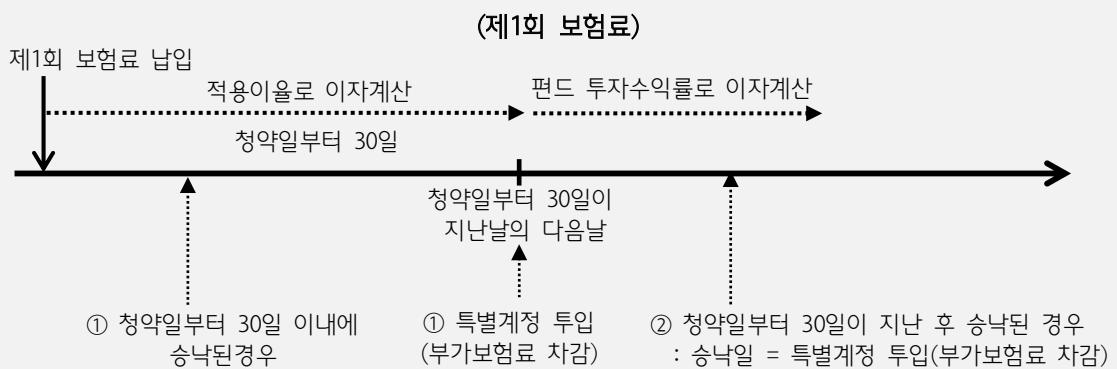 (제1회 보험료)
제1회 보험료 납입
적용이율로 이자계산
펀드 투자수익률로 이자계산
청약일부터 30일
청약일부터 30일이
지난날의 다음날
① 청약일부터 30일 이내에
승낙된경우
① 특별계정 투입
(부가보험료 차감)
② 청약일부터 30일이 지난 후 승낙된 경우
: 승낙일 = 특별계정 투입(부가보험료 차감)